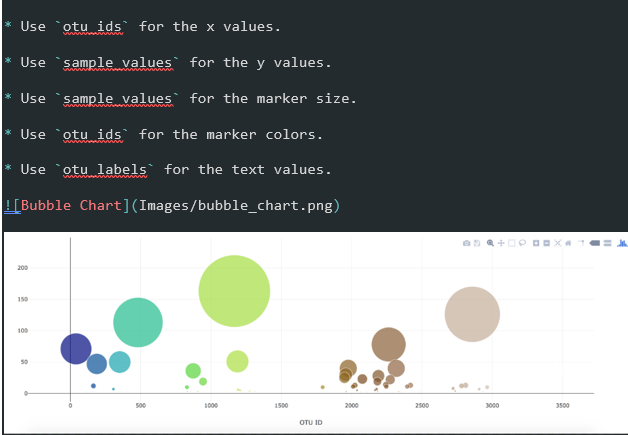 * Use `otu_ids` for the x values.
* Use `sample_values` for the y values.
* Use `sample_values` for the marker size.
* Use `otu_ids` for the marker colors.
* Use `otu_labels` for the text values.
![Bubble Chart](Images/bubble_chart.png)
200
150
100
50
0
0 500 1000 1500 2000 2500 3000 3500
OTU ID